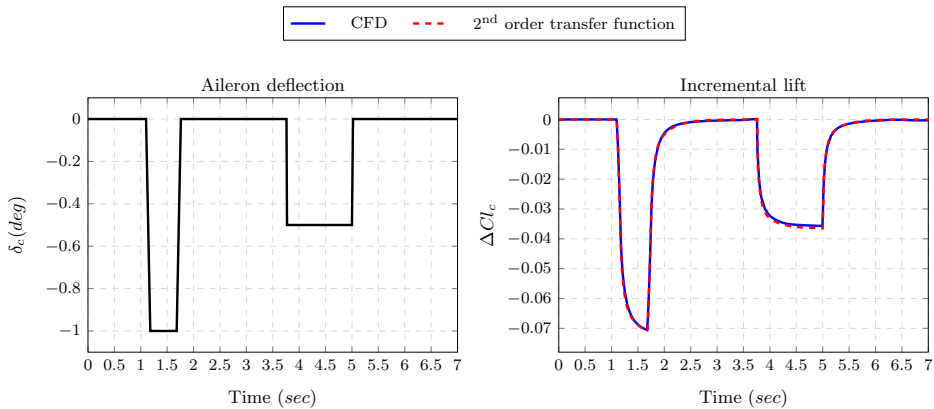 CFD 2nd order transfer function
Aileron deflection
0
−0.2
−0.4
−0.6
−0.8
−1
δc(deg)
0 0.5 1 1.5 2 2.5 3 3.5 4 4.5 5 5.5 6 6.5 7
Time (sec)
Incremental lift
0
−0.01
−0.02
−0.03
−0.04
−0.05
−0.06
−0.07
ΔClc
0 0.5 1 1.5 2 2.5 3 3.5 4 4.5 5 5.5 6 6.5 7
Time (sec)